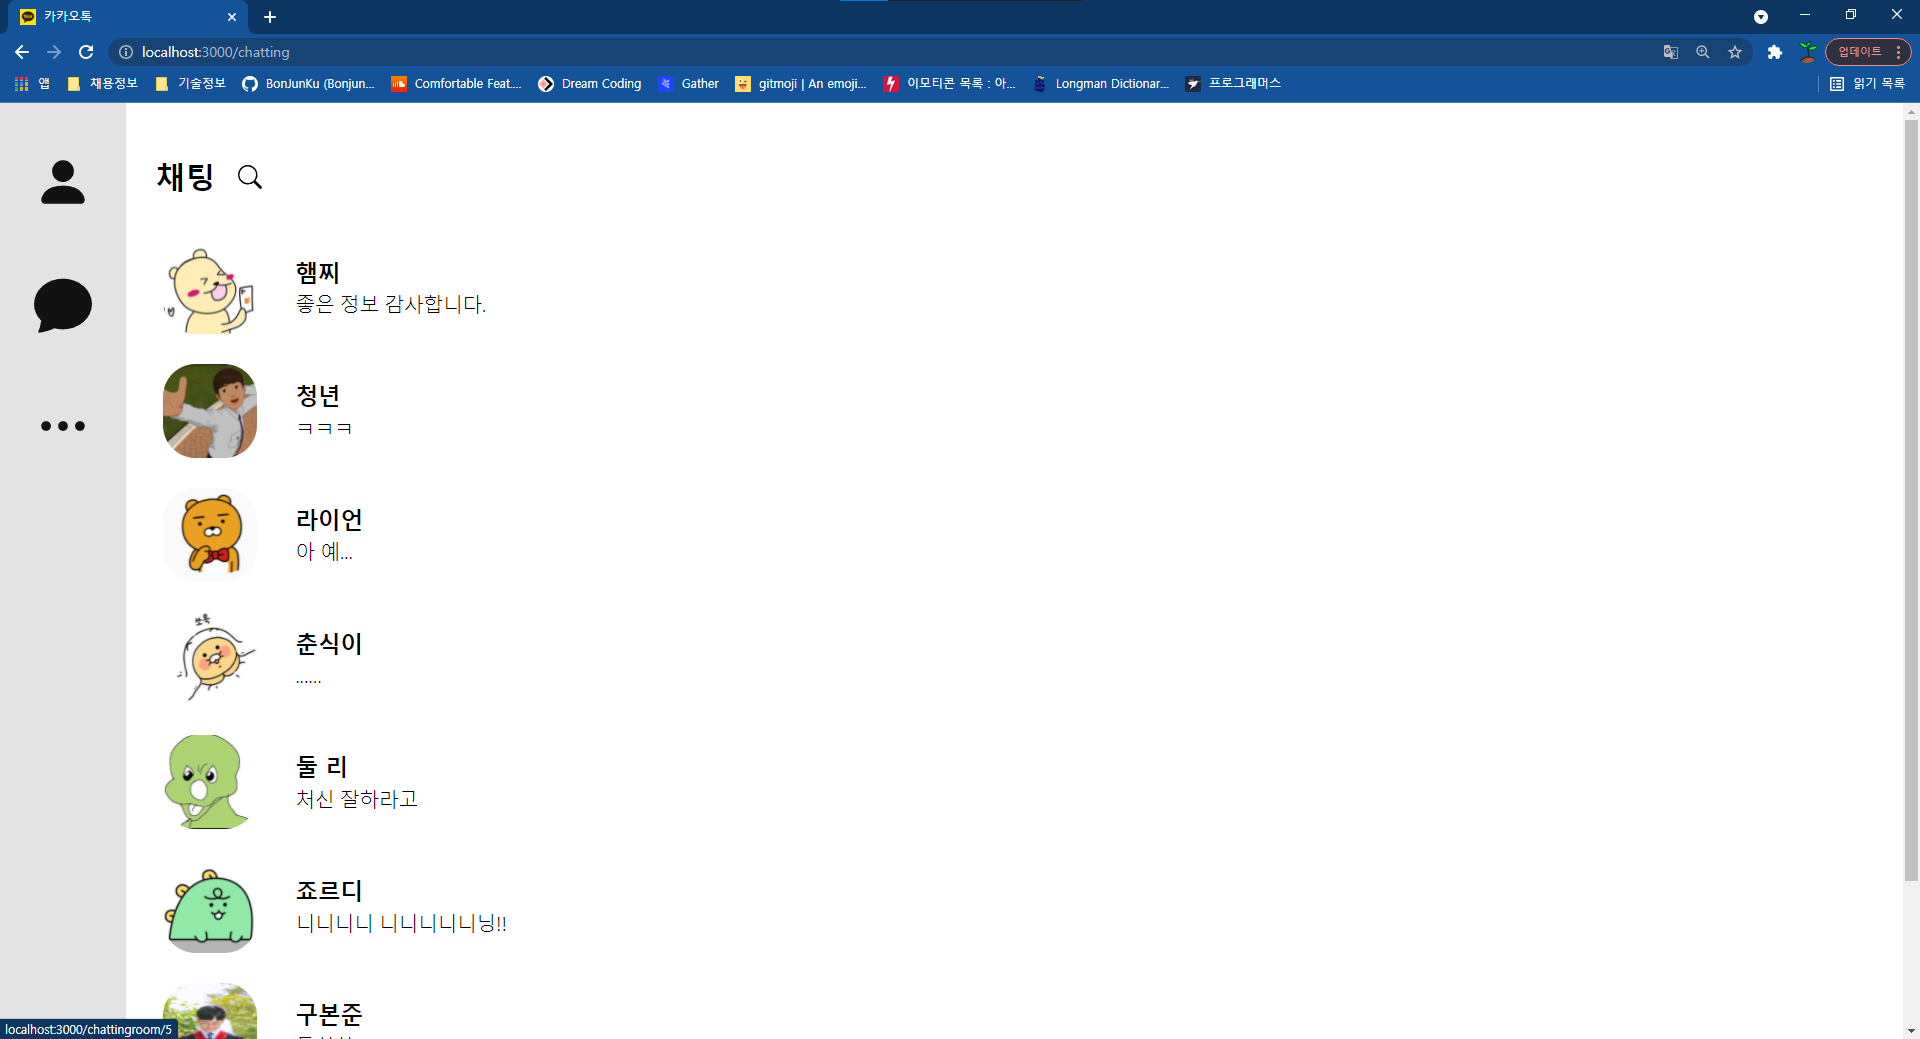 카카오톡
localhost:3000/chatting
업데이트
앱
채용정보
기술정보
BonJunKu (Bonjun...
Comfortable Feat...
Dream Coding
Gather
gitmoji | An emoji...
이모티콘 목록 : 아...
Longman Dictionar...
프로그래머스
읽기 목록
채팅
햄찌
좋은 정보 감사합니다.
청년
ㅋㅋㅋ
라이언
아 예...
쏘옥
춘식이
......
둘 리
처신 잘하라고
죠르디
니니니니 니니니니니닝!!
구본준
localhost:3000/chattingroom/5